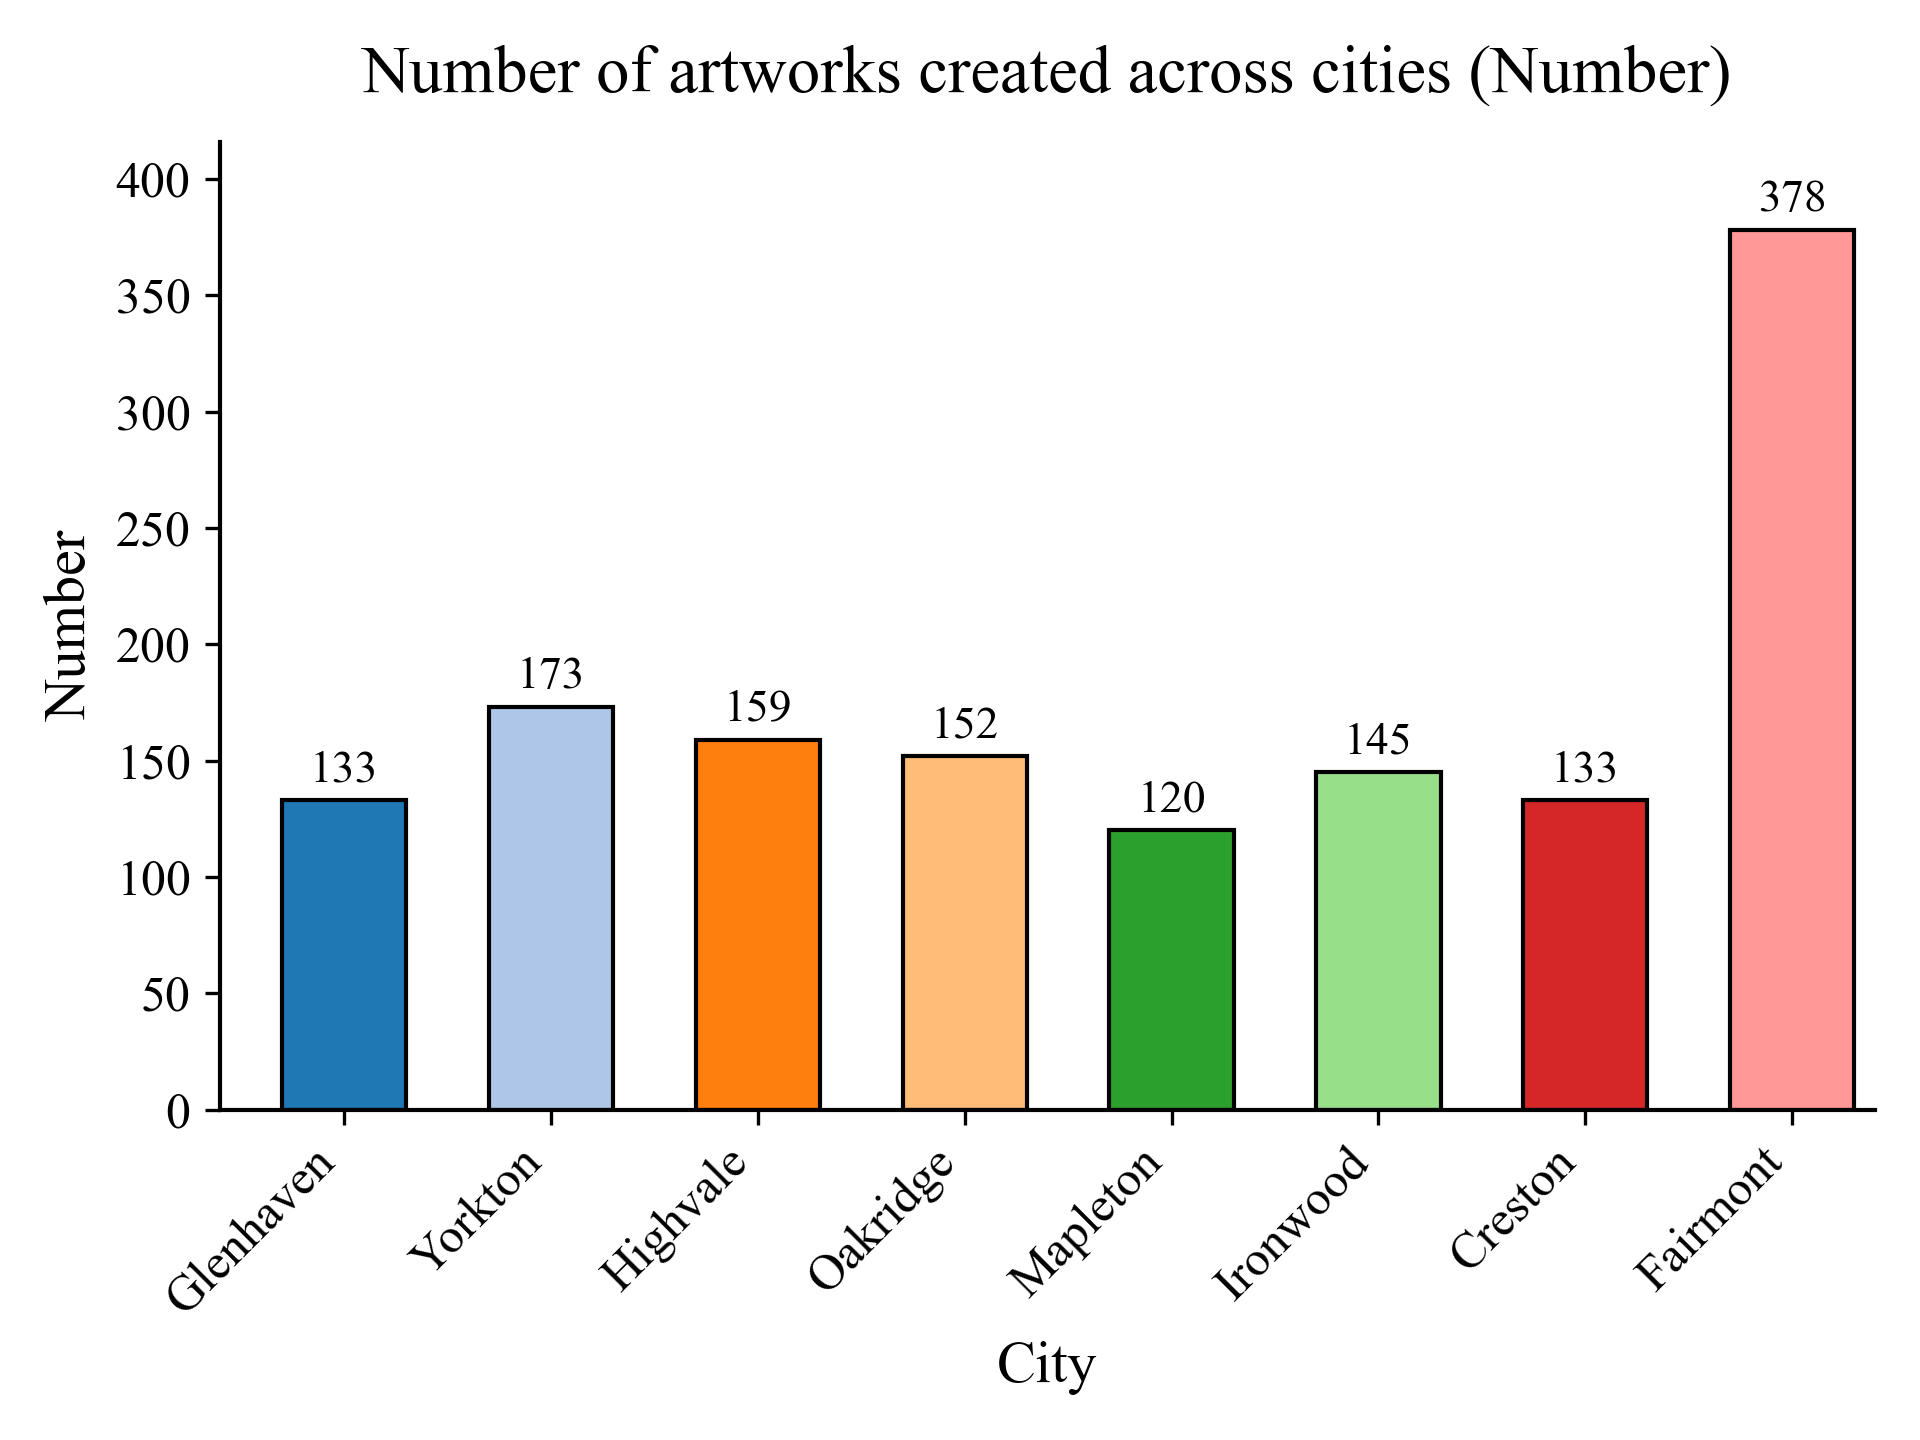 Number of artworks created across cities (Number)
Number
400
350
300
250
200
150
100
50
0
133
173
159
152
120
145
133
378
Glenhaven
Yorkton
Highvale
Oakridge
Mapleton
Ironwood
Creston
Fairmont
City